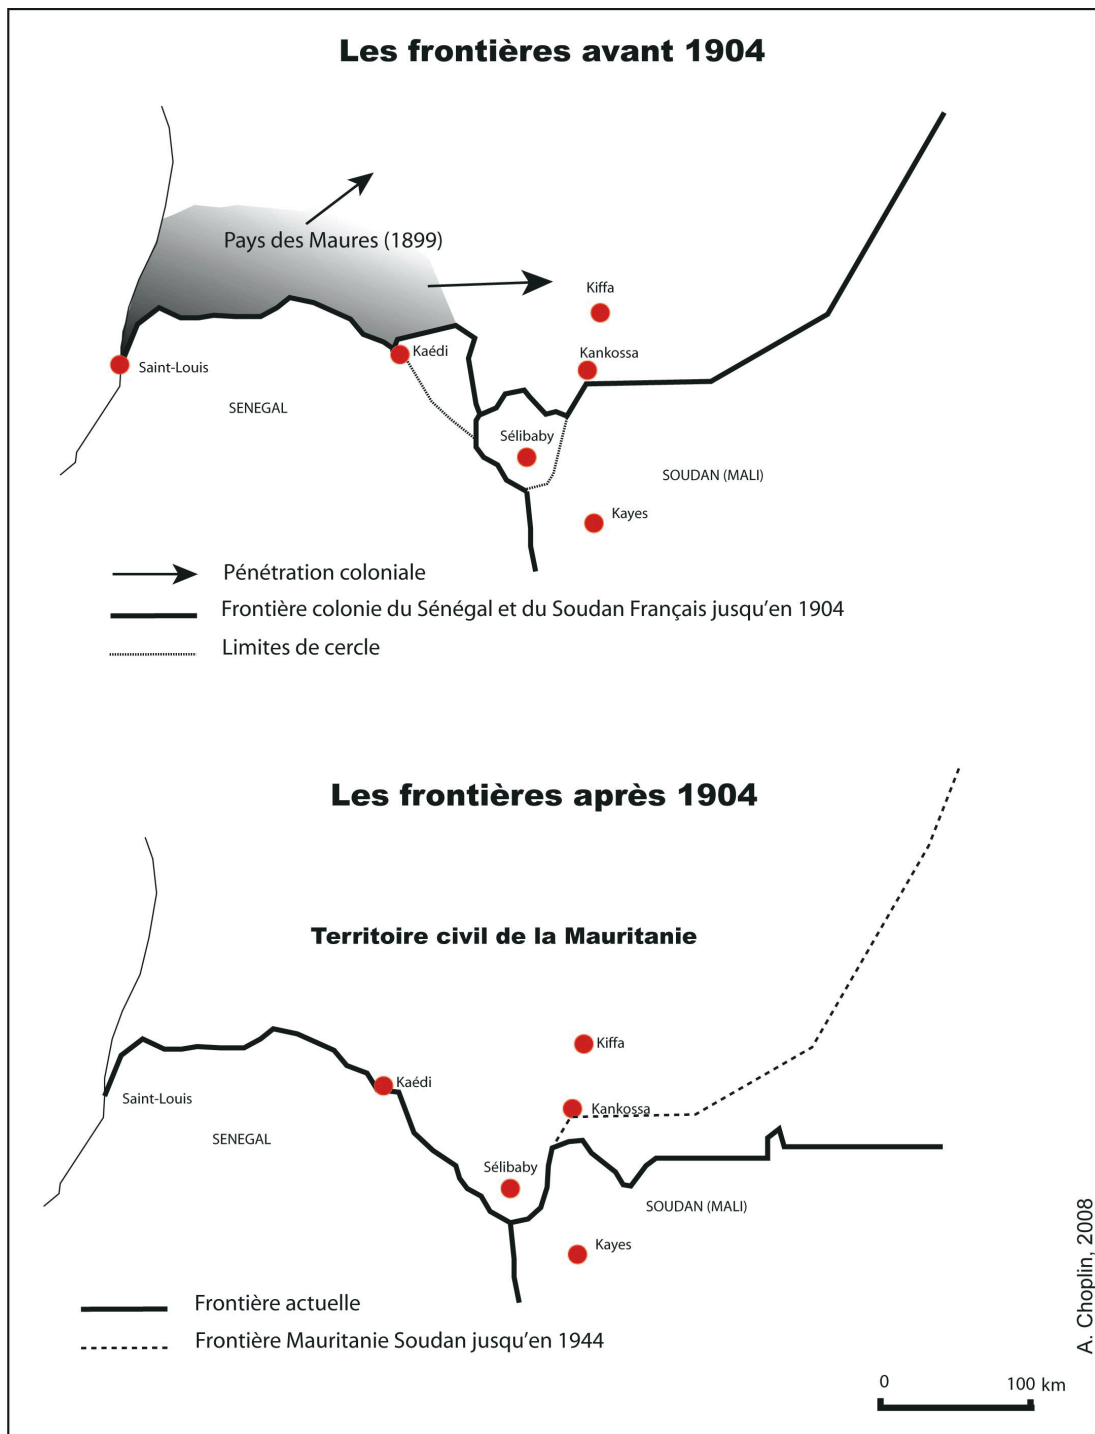 Les frontières avant 1904
Pays des Maures (1899)
Kiffa
Kaédi
Kankossa
Saint-Louis
SENEGAL
Sélibaby
SOUDAN (MALI)
Kayes
Pénétration coloniale
Frontière colonie du Sénégal et du Soudan Français jusqu'en 1904
Limites de cercle
Les frontières après 1904
Territoire civil de la Mauritanie
Kiffa
Kaédi
Saint-Louis
Kankossa
SENEGAL
Sélibaby
SOUDAN (MALI)
Kayes
Frontière actuelle
Frontière Mauritanie Soudan jusqu'en 1944
0 100 km
A. Choplin, 2008